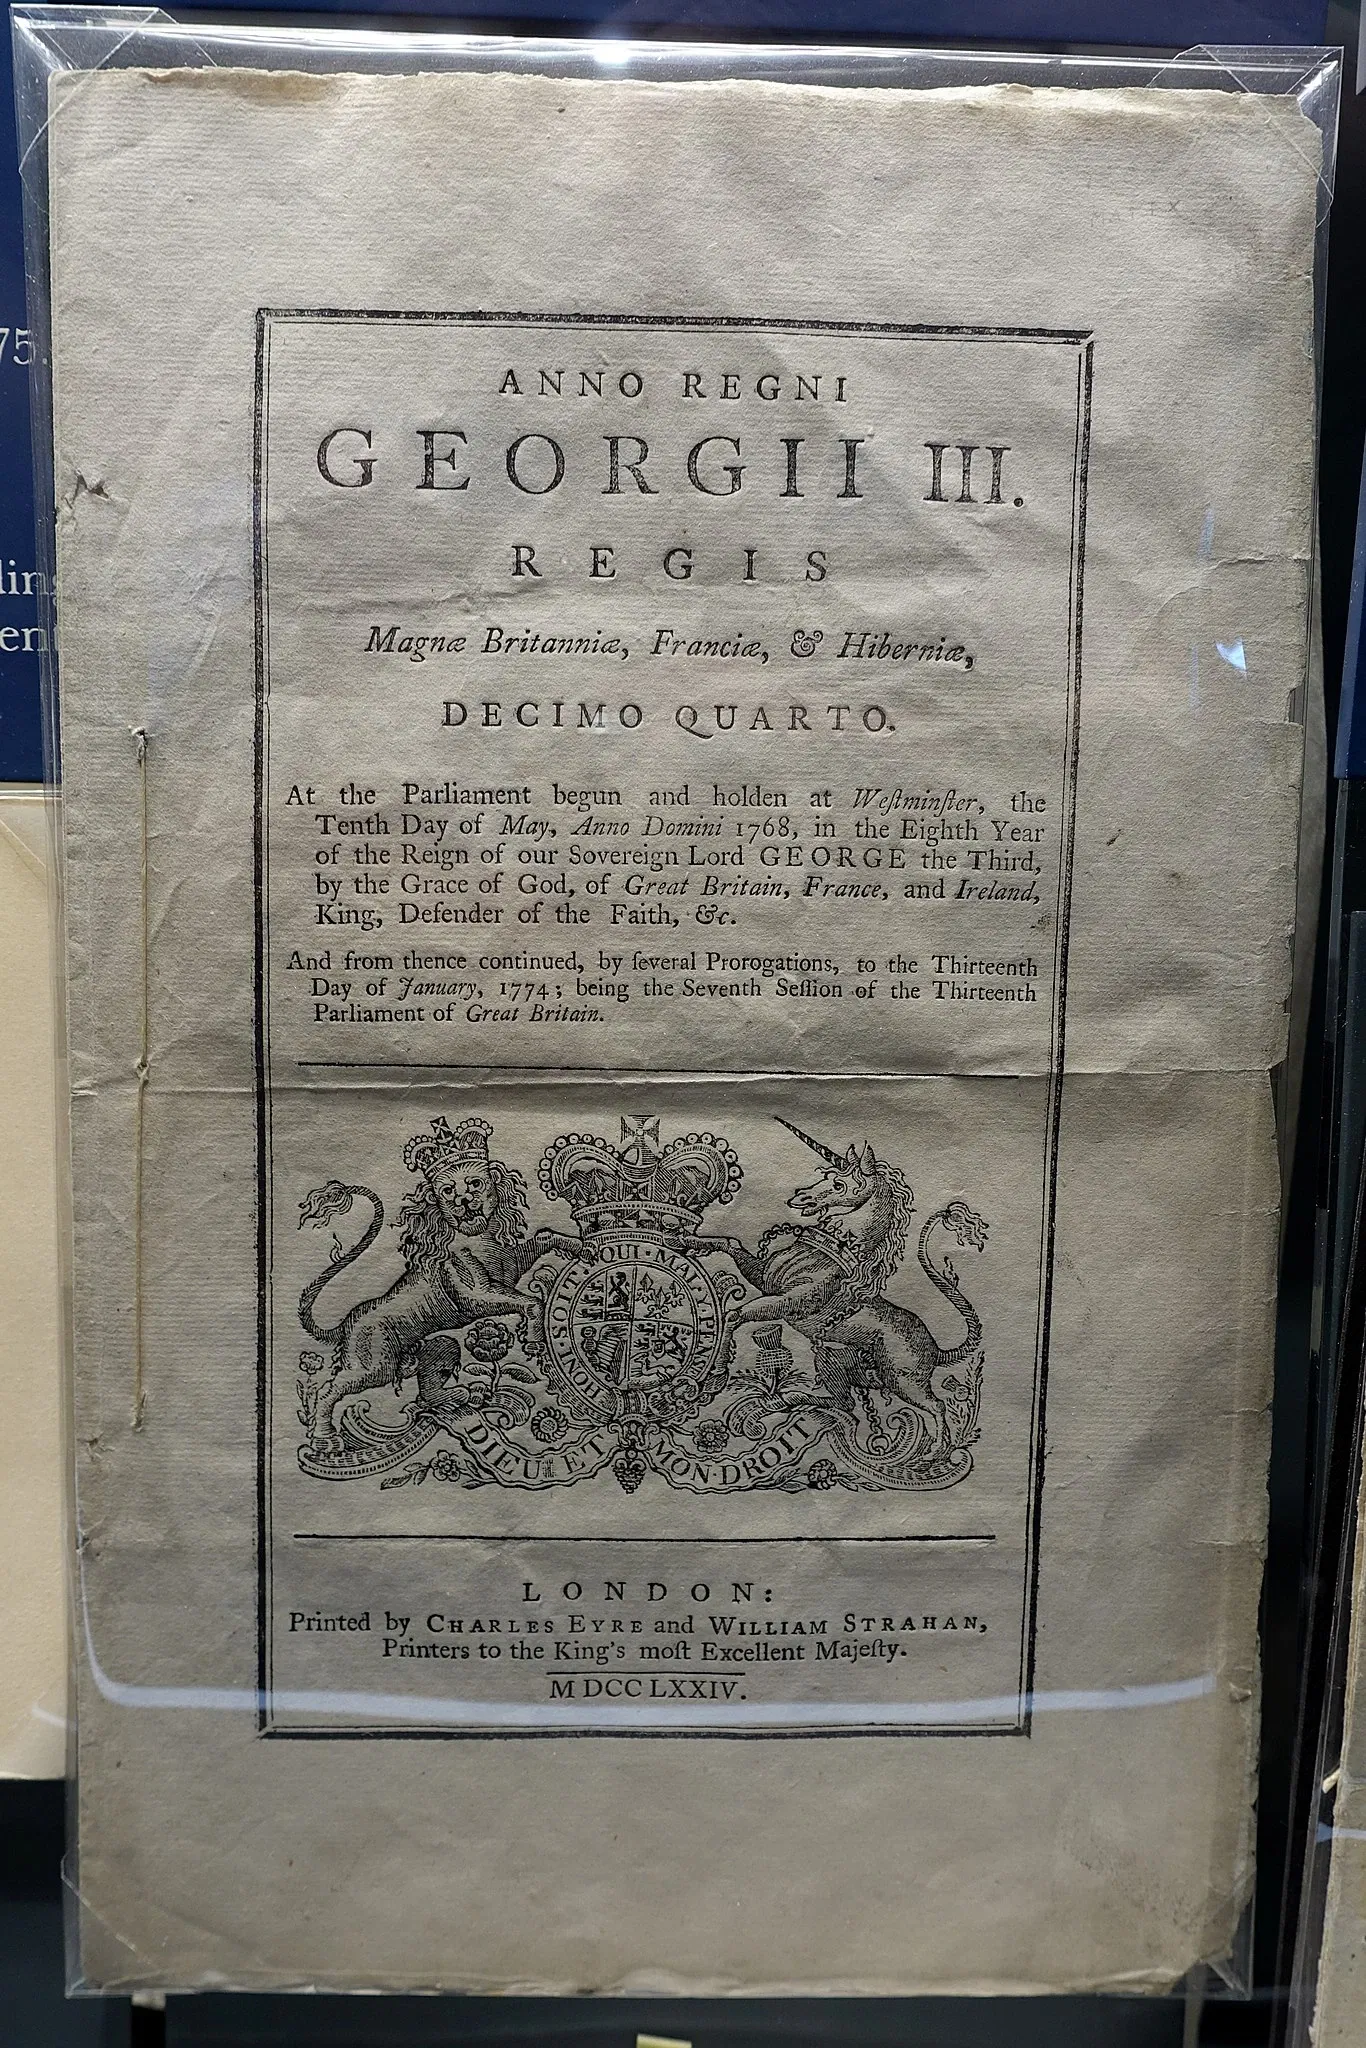 75.
ANNO REGNI
GEORGII III.
REGIS
Magnæ Britanniæ, Franciæ, & Hiberniæ,
DECIMO QUARTO.
At the Parliament begun and holden at Weſtminſter, the
Tenth Day of May, Anno Domini 1768, in the Eighth Year
of the Reign of our Sovereign Lord GEORGE the Third,
by the Grace of God, of Great Britain, France, and Ireland,
King, Defender of the Faith, &c.
And from thence continued, by ſeveral Prorogations, to the Thirteenth
Day of January, 1774; being the Seventh Seſſion of the Thirteenth
Parliament of Great Britain.
HONI·SOIT·QUI·MAL·Y·PENS
DIEU ET MON·DROIT
LONDON:
Printed by CHARLES EYRE and WILLIAM STRAHAN,
Printers to the King's moſt Excellent Majeſty.
M DCC LXXIV.